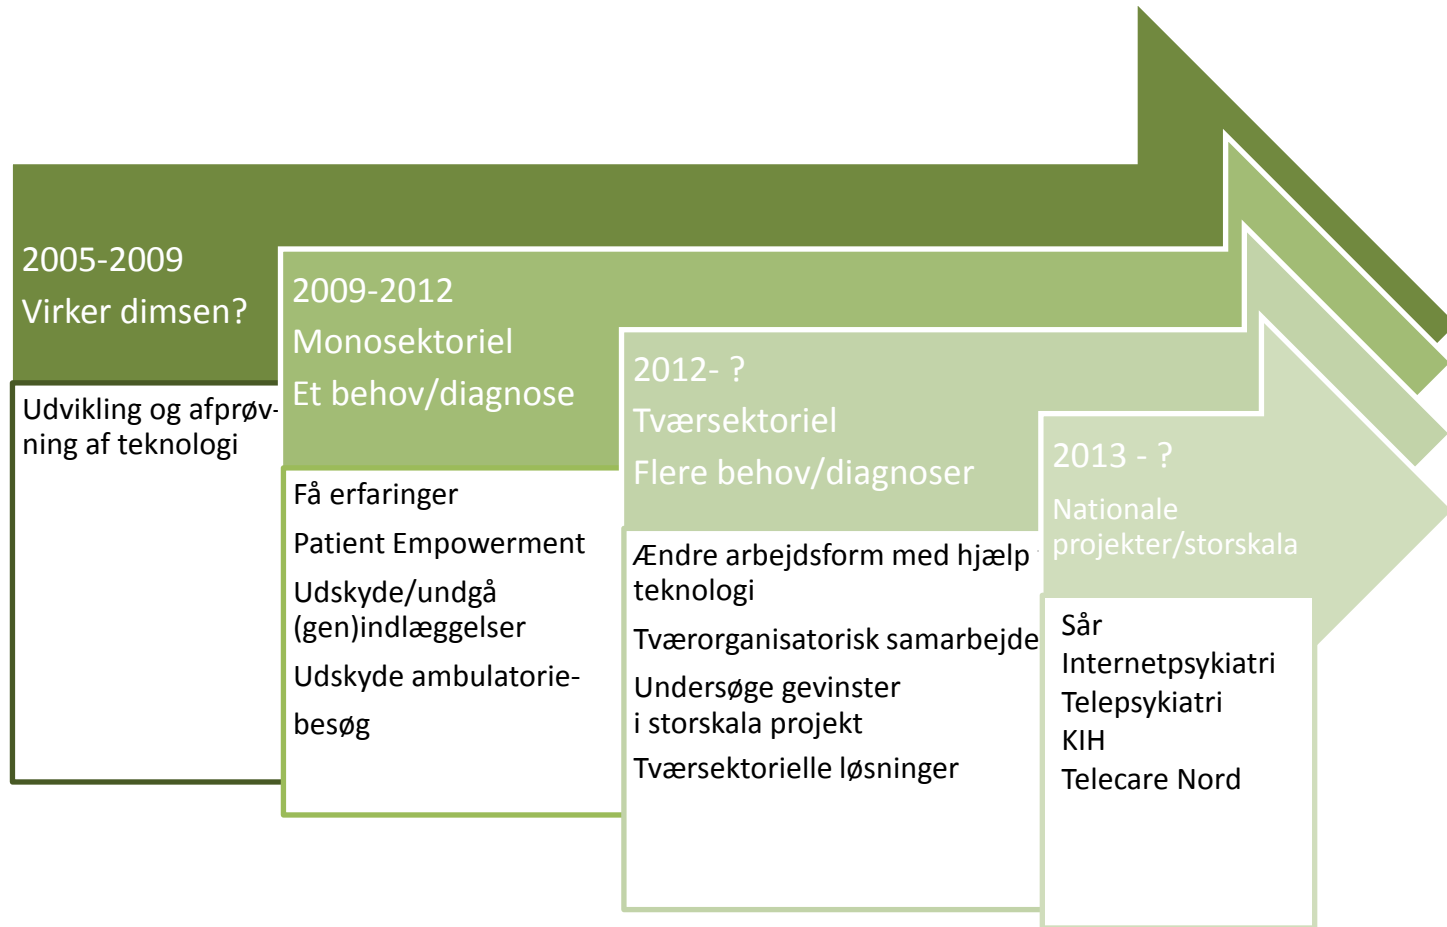 2005-2009
Virker dimsen?
Udvikling og afprøv-
ning af teknologi
2009-2012
Monosektoriel
Et behov/diagnose
Få erfaringer
Patient Empowerment
Udskyde/undgå
(gen)indlæggelser
Udskyde ambulatorie-
besøg
2012- ?
Tværsektoriel
Flere behov/diagnoser
Ændre arbejdsform med hjælp
teknologi
Tværorganisatorisk samarbejde
Undersøge gevinster
i storskala projekt
Tværsektorielle løsninger
2013 - ?
Nationale
projekter/storskala
Sår
Internetpsykiatri
Telepsykiatri
KIH
Telecare Nord